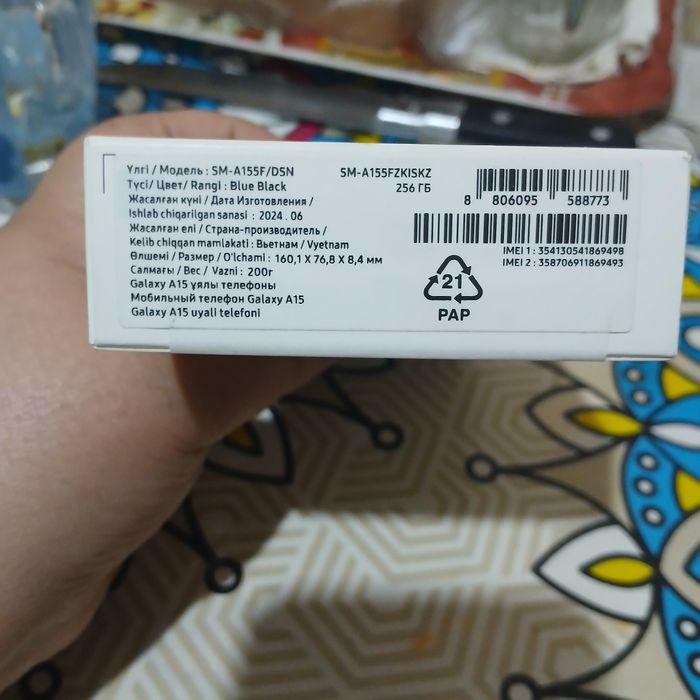 Үлгі / Модель : SM-A155F/DSN
Түсі/ Цвет/ Rangi : Blue Black
Жасалған күні / Дата Изготовления /
Ishlab chiqarilgan sanasi : 2024 . 06
Жасалған елі / Страна-производитель /
Kelib chiqqan mamlakati : Вьетнам / Vyetnam
Өлшемі / Размер / O'lchami : 160,1 X 76,8 X 8,4 мм
Салмағы / Вес / Vazni : 200г
Galaxy A15 ұялы телефоны
Мобильный телефон Galaxy A15
Galaxy A15 uyali telefoni
SM-A155FZKISKZ
256 ГБ
8 806095 588773
IMEI 1 : 354130541869498
IMEI 2 : 358706911869493
21
PAP